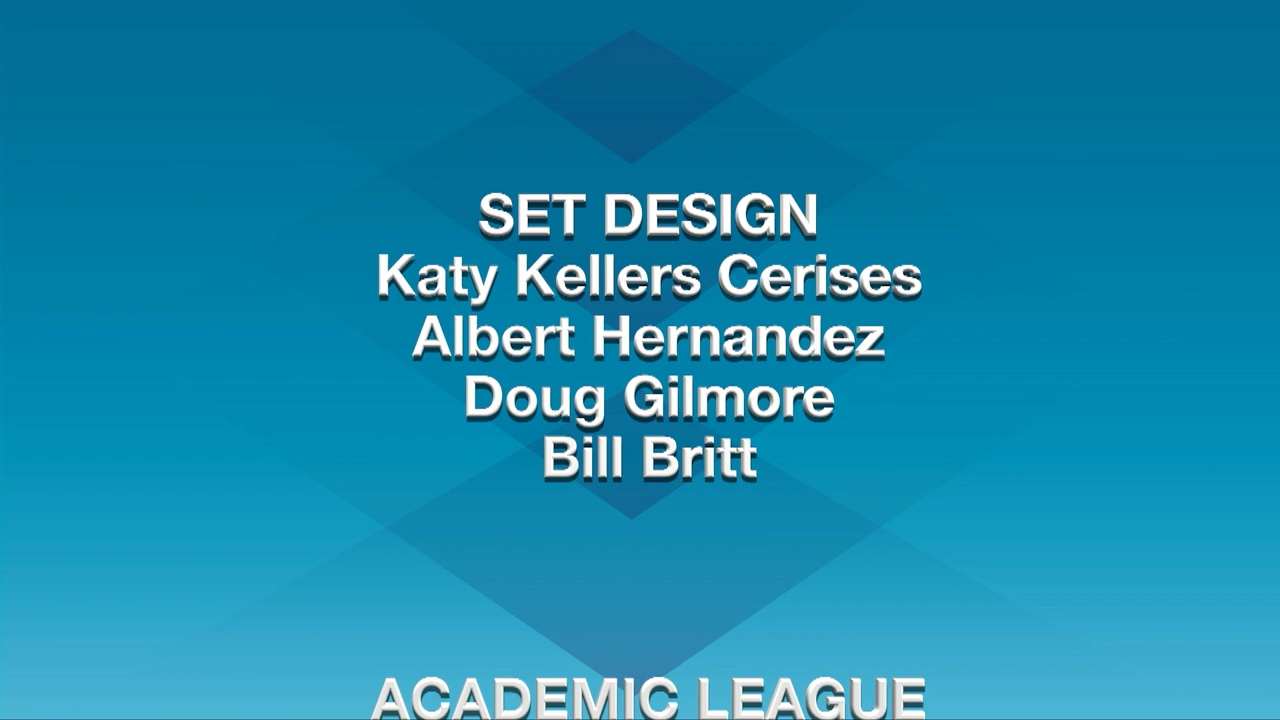 SET DESIGN
Katy Kellers Cerises
Albert Hernandez
Doug Gilmore
Bill Britt
ACADEMIC LEAGUE